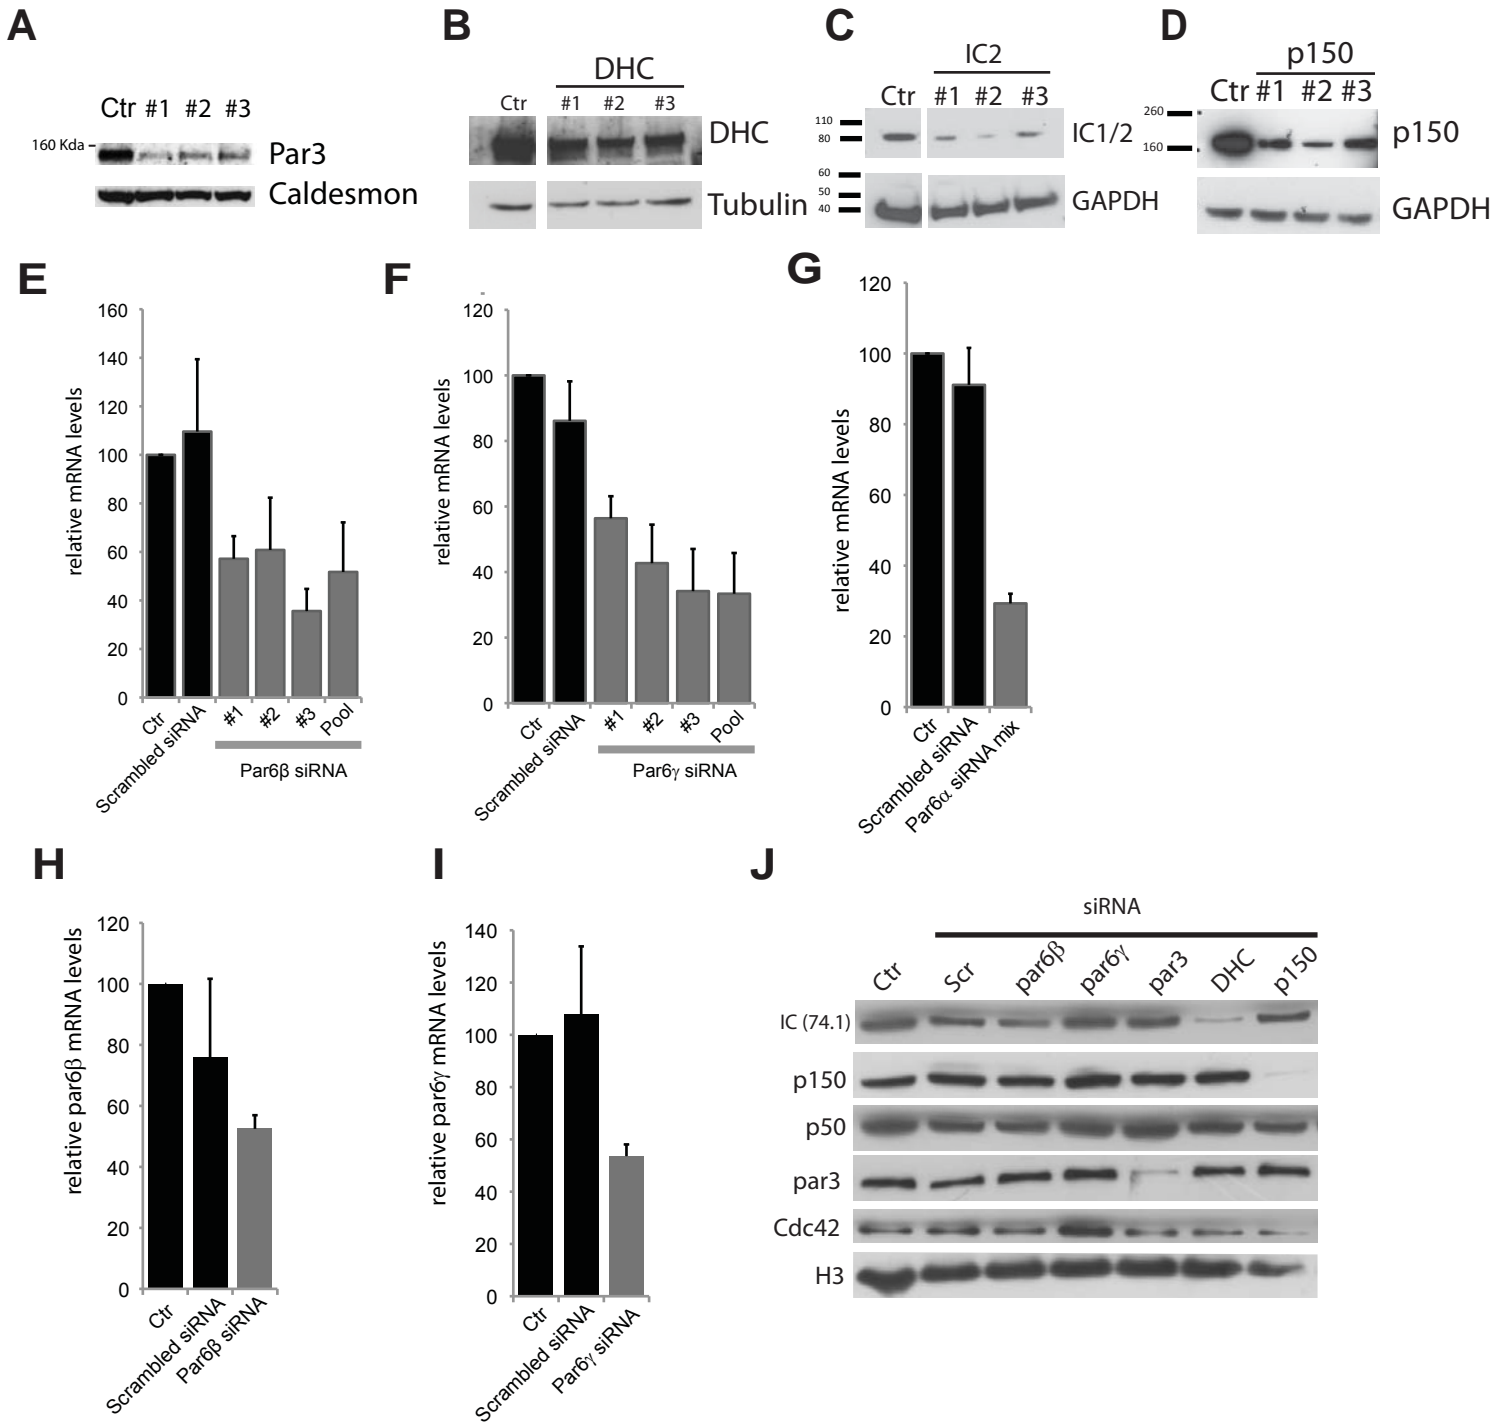 A
Ctr #1 #2 #3
160 Kda
Par3
Caldesmon
B
DHC
Ctr #1 #2 #3
DHC
Tubulin
C
IC2
Ctr #1 #2 #3
110
80
IC1/2
60
50
40
GAPDH
D
p150
Ctr #1 #2 #3
260
160
p150
GAPDH
E
relative mRNA levels
160
140
120
100
80
60
40
20
0
Ctr
Scrambled siRNA
#1
#2
#3
Pool
Par6β siRNA
F
relative mRNA levels
120
100
80
60
40
20
0
Ctr
Scrambled siRNA
#1
#2
#3
Pool
Par6γ siRNA
G
relative mRNA levels
120
100
80
60
40
20
0
Ctr
Scrambled siRNA
Par6α siRNA mix
H
relative par6β mRNA levels
120
100
80
60
40
20
0
Ctr
Scrambled siRNA
Par6β siRNA
I
relative par6γ mRNA levels
140
120
100
80
60
40
20
0
Ctr
Scrambled siRNA
Par6γ siRNA
J
siRNA
Ctr Scr par6β par6γ par3 DHC p150
IC (74.1)
p150
p50
par3
Cdc42
H3